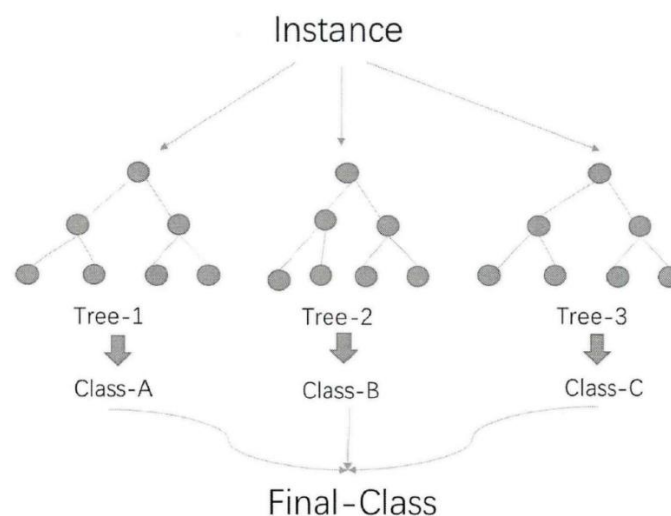 Instance
Tree-1 Tree-2 Tree-3
Class-A Class-B Class-C
Final-Class